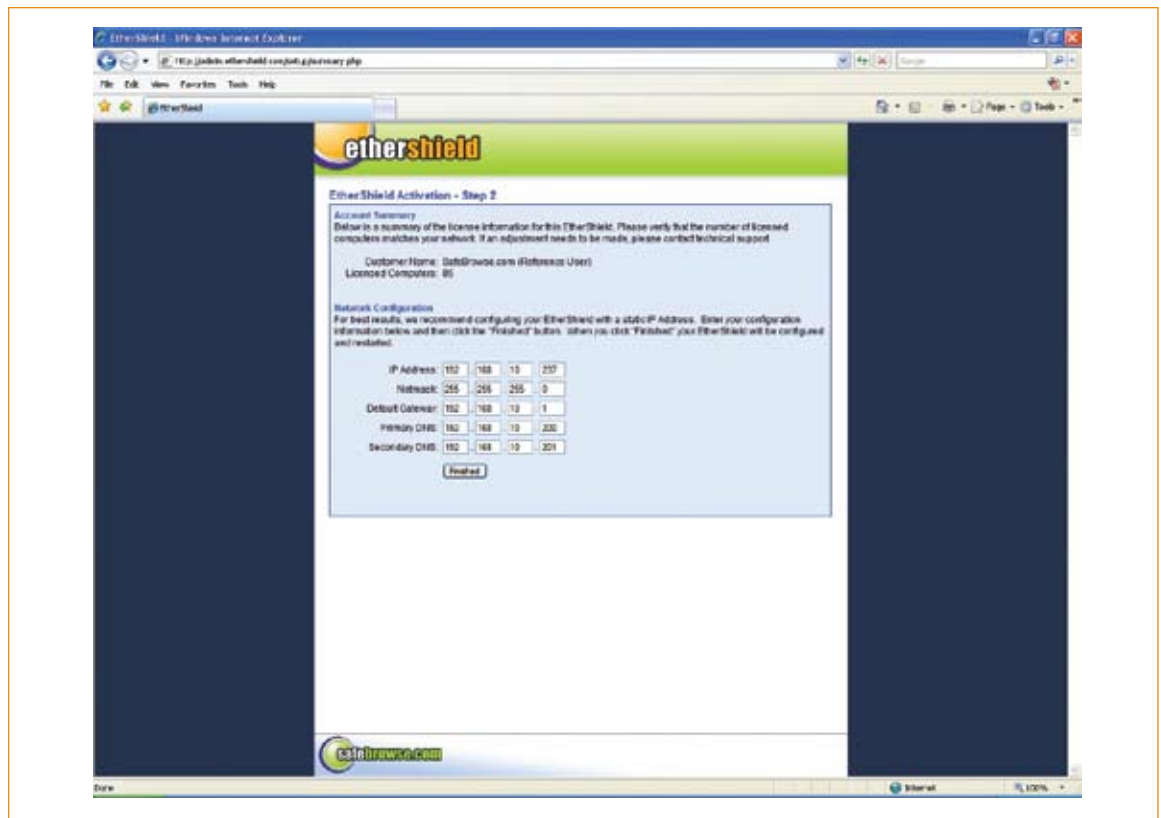 EtherShield - Windows Internet Explorer
File Edit View Favorites Tools Help
EtherShield
Page Tools
ethershield
EtherShield Activation - Step 2
Account Summary
Below is a summary of the license information for this EtherShield. Please verify that the number of licensed
computers matches your network. If an adjustment needs to be made, please contact technical support
Customer Name: SafeBrowse.com (Reference User)
Licensed Computers: 85
Network Configuration
For best results, we recommend configuring your EtherShield with a static IP Address. Enter your configuration
information below and then click the "Finished" button. When you click "Finished" your EtherShield will be configured
and restarted.
IP Address: 192 . 168 . 10 . 237
Netmask: 255 . 255 . 255 . 0
Default Gateway: 192 . 168 . 10 . 1
Primary DNS: 192 . 168 . 10 . 200
Secondary DNS: 192 . 168 . 10 . 201
Finished
safebrowse.com
Done Internet 100%